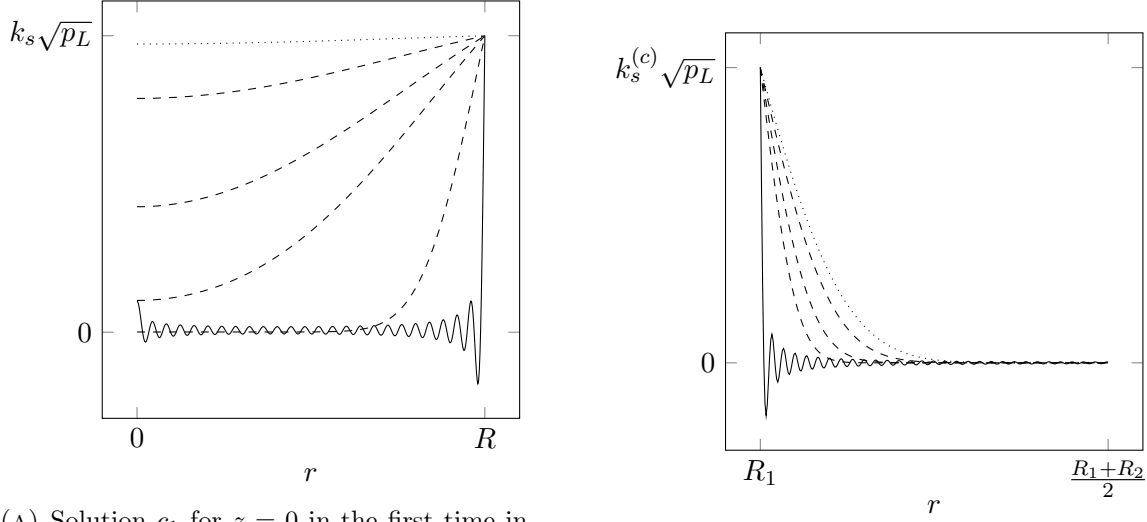 k_s√p_L
0
0
R
r
k_s^{(c)}√p_L
0
R_1
\frac{R_1+R_2}{2}
r
(A) Solution for z = 0 in the first time in